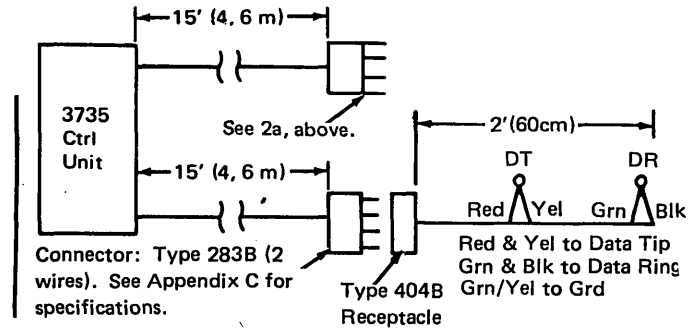 15' (4, 6 m)
3735
Ctrl
Unit
See 2a, above.
2'(60cm)
15' (4, 6 m)
DT
DR
Red
Yel
Grn
Blk
Connector: Type 283B (2
wires). See Appendix C for
specifications.
Type 404B
Receptacle
Red & Yel to Data Tip
Grn & Blk to Data Ring
Grn/Yel to Grd